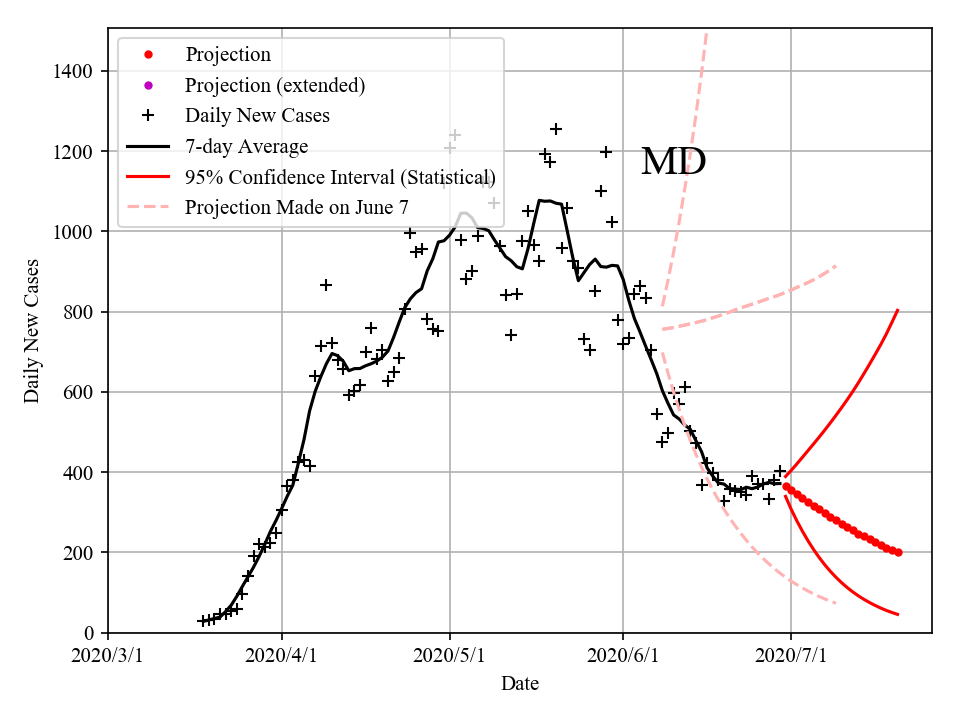 Projection
Projection (extended)
Daily New Cases
7-day Average
95% Confidence Interval (Statistical)
Projection Made on June 7
MD
1400
1200
1000
800
600
400
200
0
Daily New Cases
2020/3/1 2020/4/1 2020/5/1 2020/6/1 2020/7/1
Date